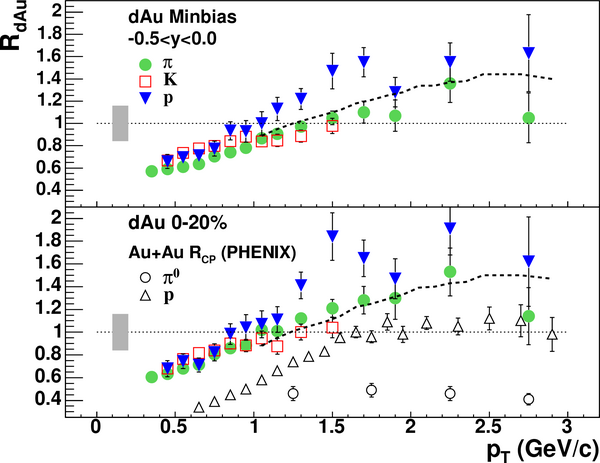 R_dAu
dAu Minbias
-0.5<y<0.0
π
K
p
2
1.8
1.6
1.4
1.2
1
0.8
0.6
0.4
dAu 0-20%
Au+Au R_CP (PHENIX)
π⁰
p
2
1.8
1.6
1.4
1.2
1
0.8
0.6
0.4
0 0.5 1 1.5 2 2.5 3
p_T (GeV/c)